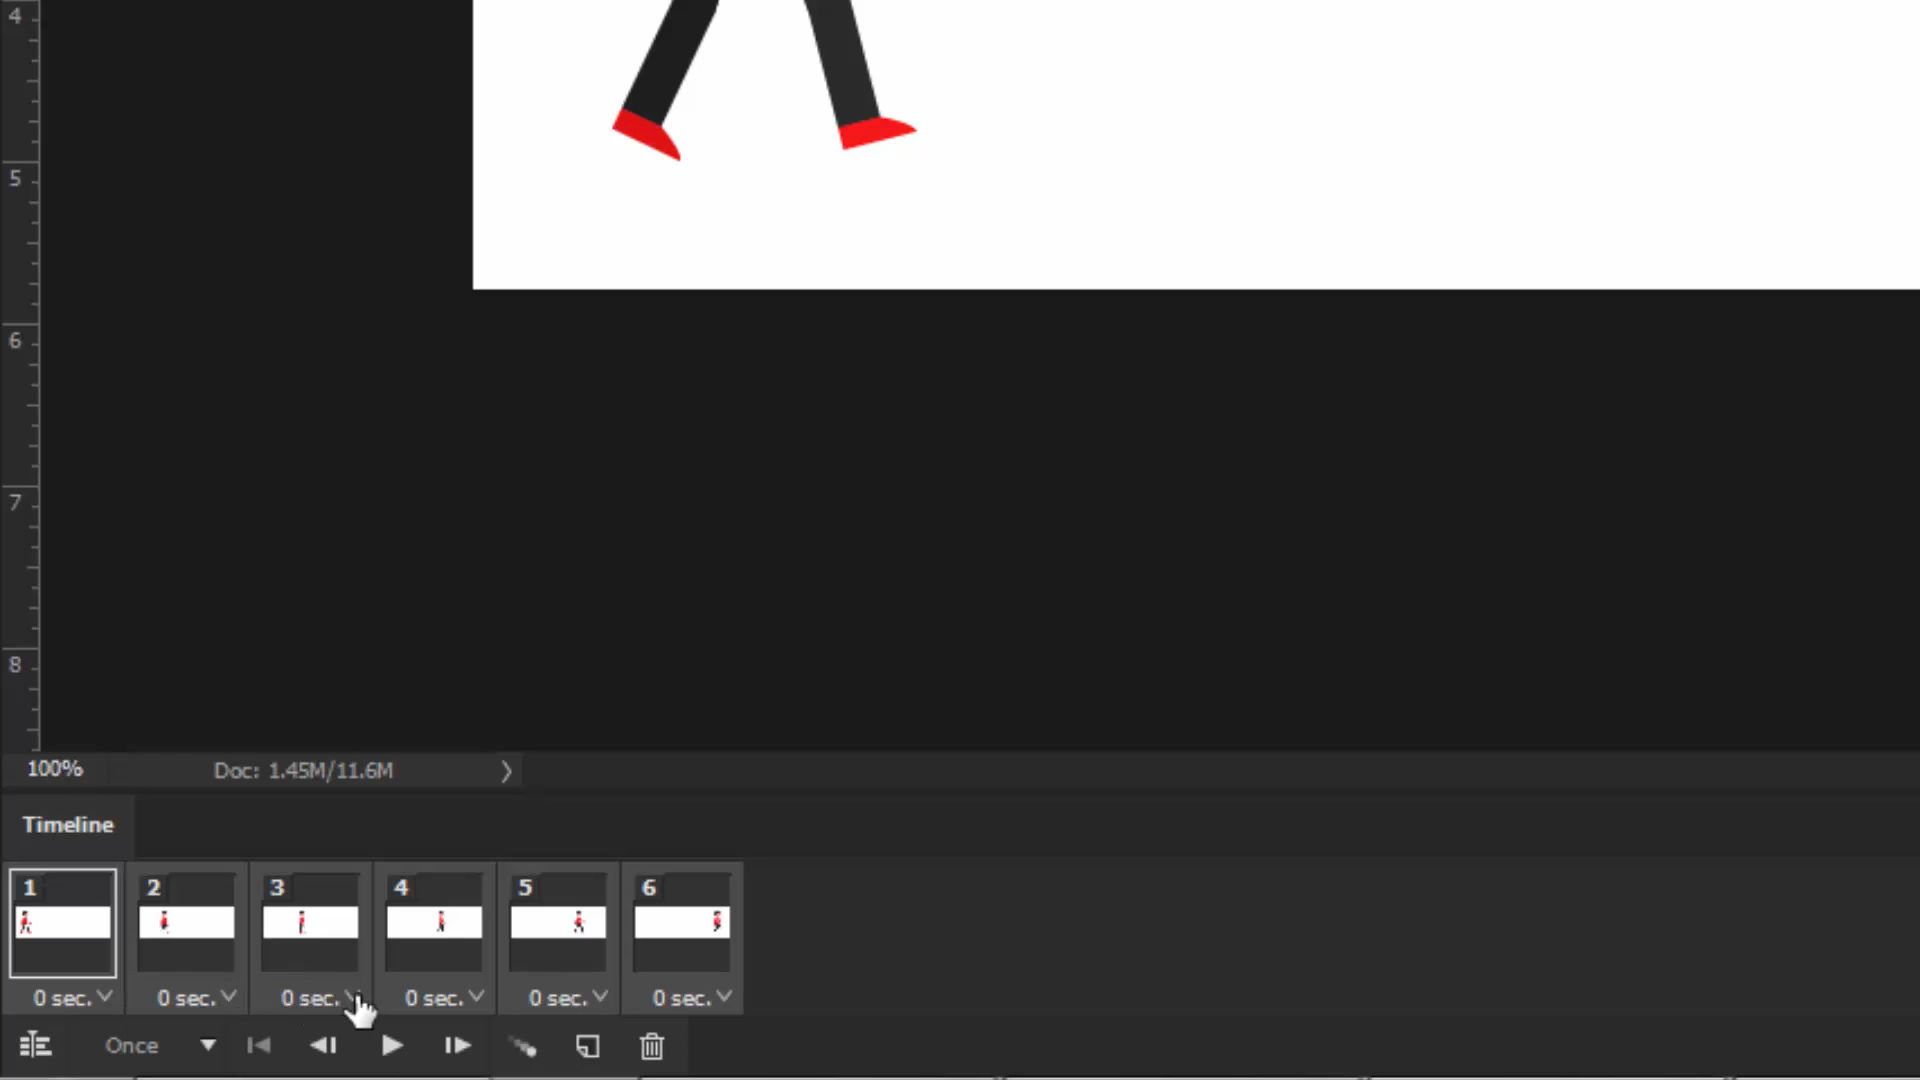 4
5
6
7
8
100% Doc: 1.45M/11.6M
Timeline
1 2 3 4 5 6
0 sec. 0 sec. 0 sec. 0 sec. 0 sec. 0 sec.
Once